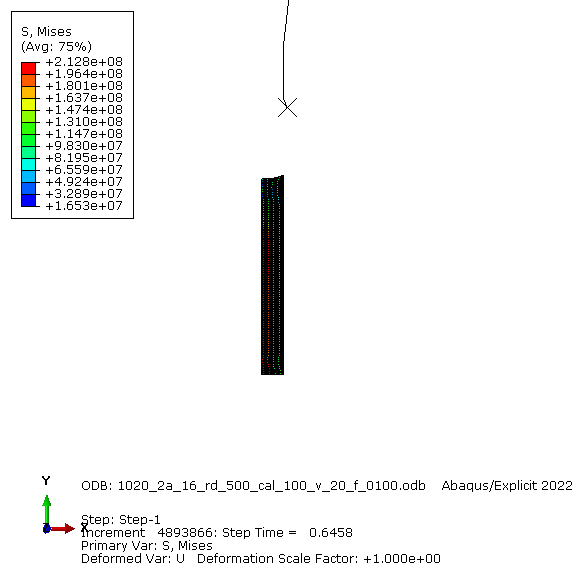 S, Mises
(Avg: 75%)
+2.128e+08
+1.964e+08
+1.801e+08
+1.637e+08
+1.474e+08
+1.310e+08
+1.147e+08
+9.830e+07
+8.195e+07
+6.559e+07
+4.924e+07
+3.289e+07
+1.653e+07
Y
X
ODB: 1020_2a_16_rd_500_cal_100_v_20_f_0100.odb Abaqus/Explicit 2022
Step: Step-1
Increment 4893866: Step Time = 0.6458
Primary Var: S, Mises
Deformed Var: U Deformation Scale Factor: +1.000e+00